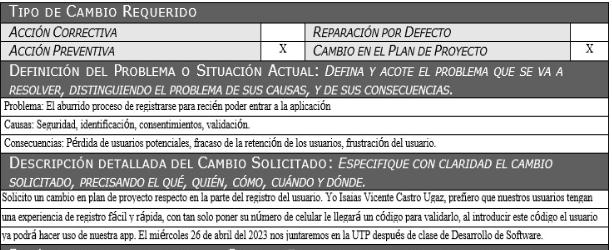 TIPO DE CAMBIO REQUERIDO
ACCIÓN CORRECTIVA REPARACIÓN POR DEFECTO
ACCIÓN PREVENTIVA X CAMBIO EN EL PLAN DE PROYECTO X
DEFINICIÓN DEL PROBLEMA O SITUACIÓN ACTUAL: DEFINA Y ACOTE EL PROBLEMA QUE SE VA A
RESOLVER, DISTINGUIENDO EL PROBLEMA DE SUS CAUSAS, Y DE SUS CONSECUENCIAS.
Problema: El aburrido proceso de registrarse para recién poder entrar a la aplicación
Causas: Seguridad, identificación, consentimientos, validación.
Consecuencias: Pérdida de usuarios potenciales, fracaso de la retención de los usuarios, frustración del usuario.
DESCRIPCIÓN DETALLADA DEL CAMBIO SOLICITADO: ESPECIFIQUE CON CLARIDAD EL CAMBIO
SOLICITADO, PRECISANDO EL QUÉ, QUIÉN, CÓMO, CUÁNDO Y DÓNDE.
Solicito un cambio en plan de proyecto respecto en la parte del registro del usuario. Yo Isaias Vicente Castro Ugaz, prefiero que nuestros usuarios tengan
una experiencia de registro fácil y rápida, con tan solo poner su número de celular le llegará un código para validarlo, al introducir este código el usuario
ya podrá hacer uso de nuestra app. El miércoles 26 de abril del 2023 nos juntaremos en la UTP después de clase de Desarrollo de Software.